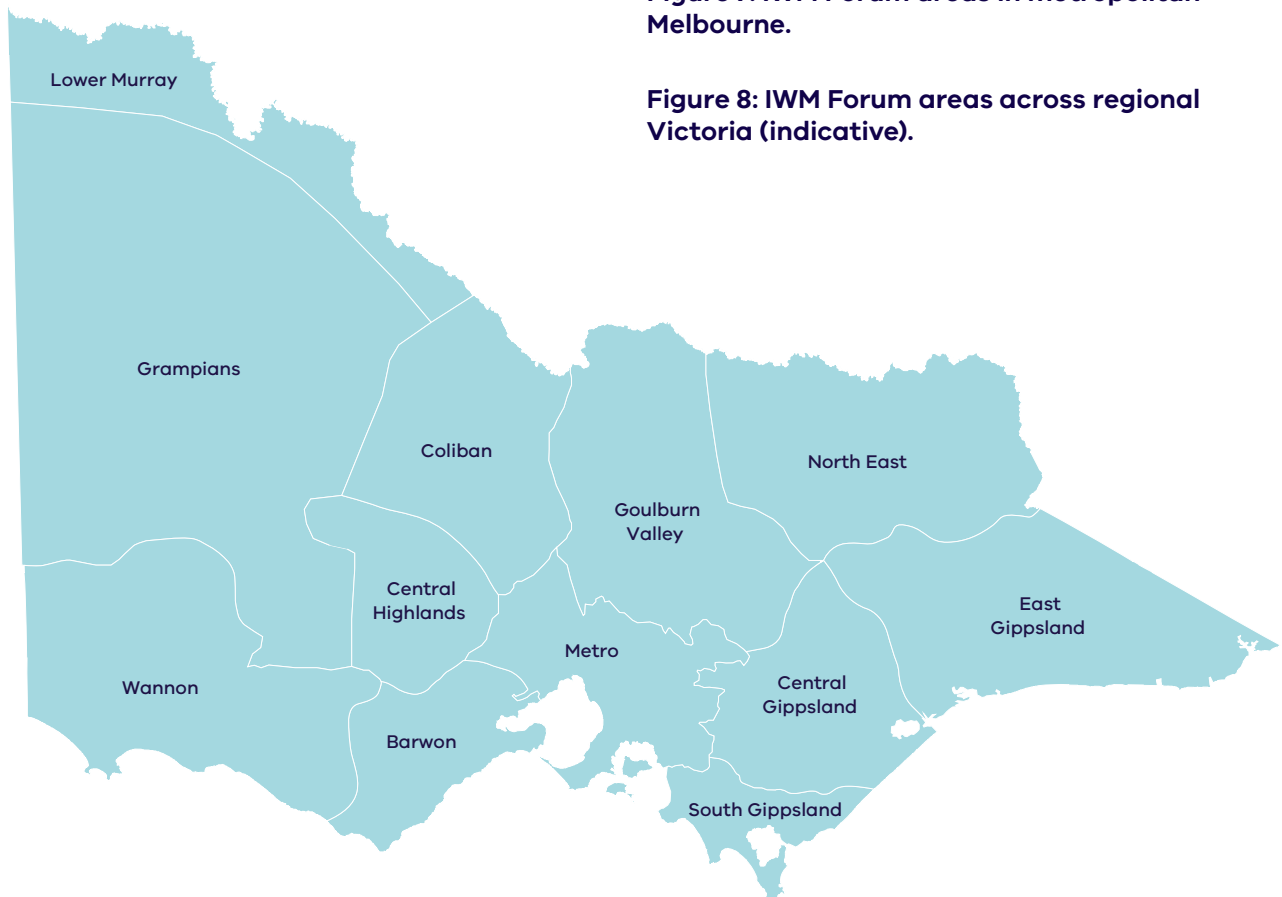 Melbourne.
Figure 8: IWM Forum areas across regional
Victoria (indicative).
Lower Murray
Grampians
Coliban
North East
Goulburn
Valley
Central
Highlands
East
Gippsland
Metro
Wannon
Central
Gippsland
Barwon
South Gippsland